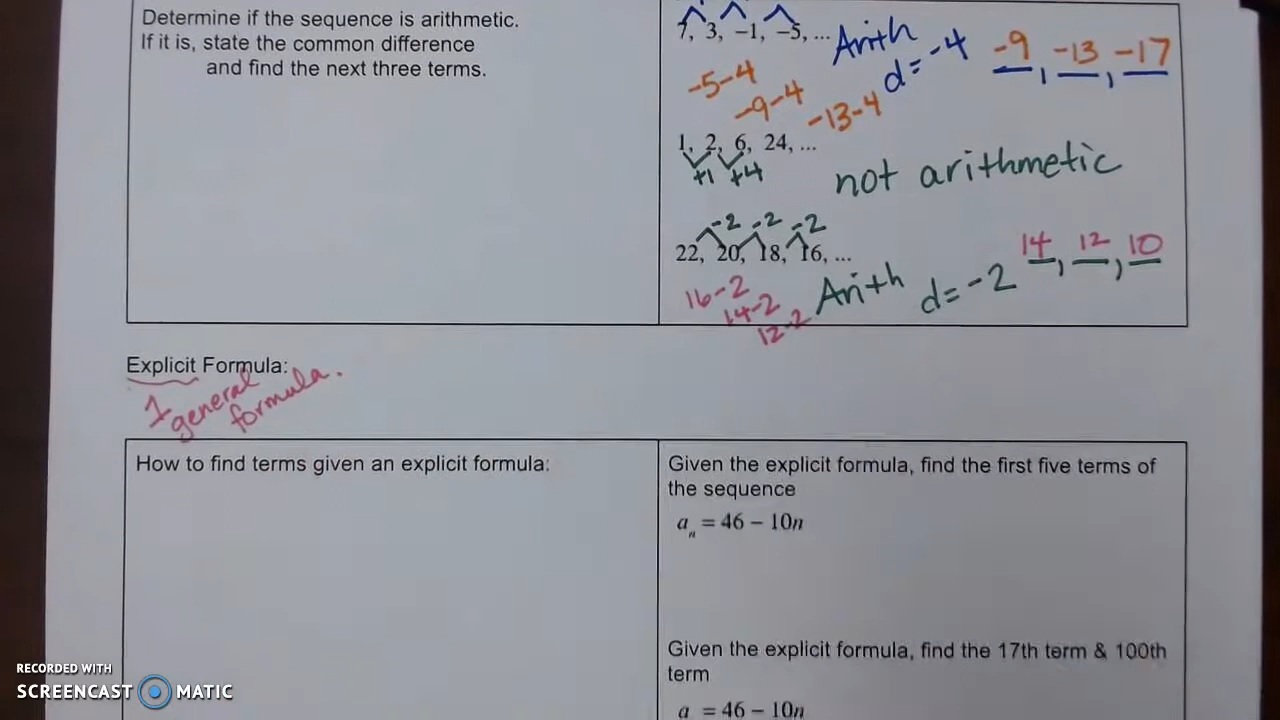 Determine if the sequence is arithmetic.
If it is, state the common difference
and find the next three terms.
7, 3, −1, −5, ...
Arith
d = -4
-9, -13, -17
-5-4
-9-4
-13-4
1, 2, 6, 24, ...
+1 +4
not arithmetic
-2 -2 -2
22, 20, 18, 16, ...
Arith
d = -2
14, 12, 10
16-2
14-2
12-2
Explicit Formula:
1 general formula.
How to find terms given an explicit formula:
Given the explicit formula, find the first five terms of
the sequence
aₙ = 46 − 10n
Given the explicit formula, find the 17th term & 100th
term
a = 46 − 10n
RECORDED WITH
SCREENCAST MATIC